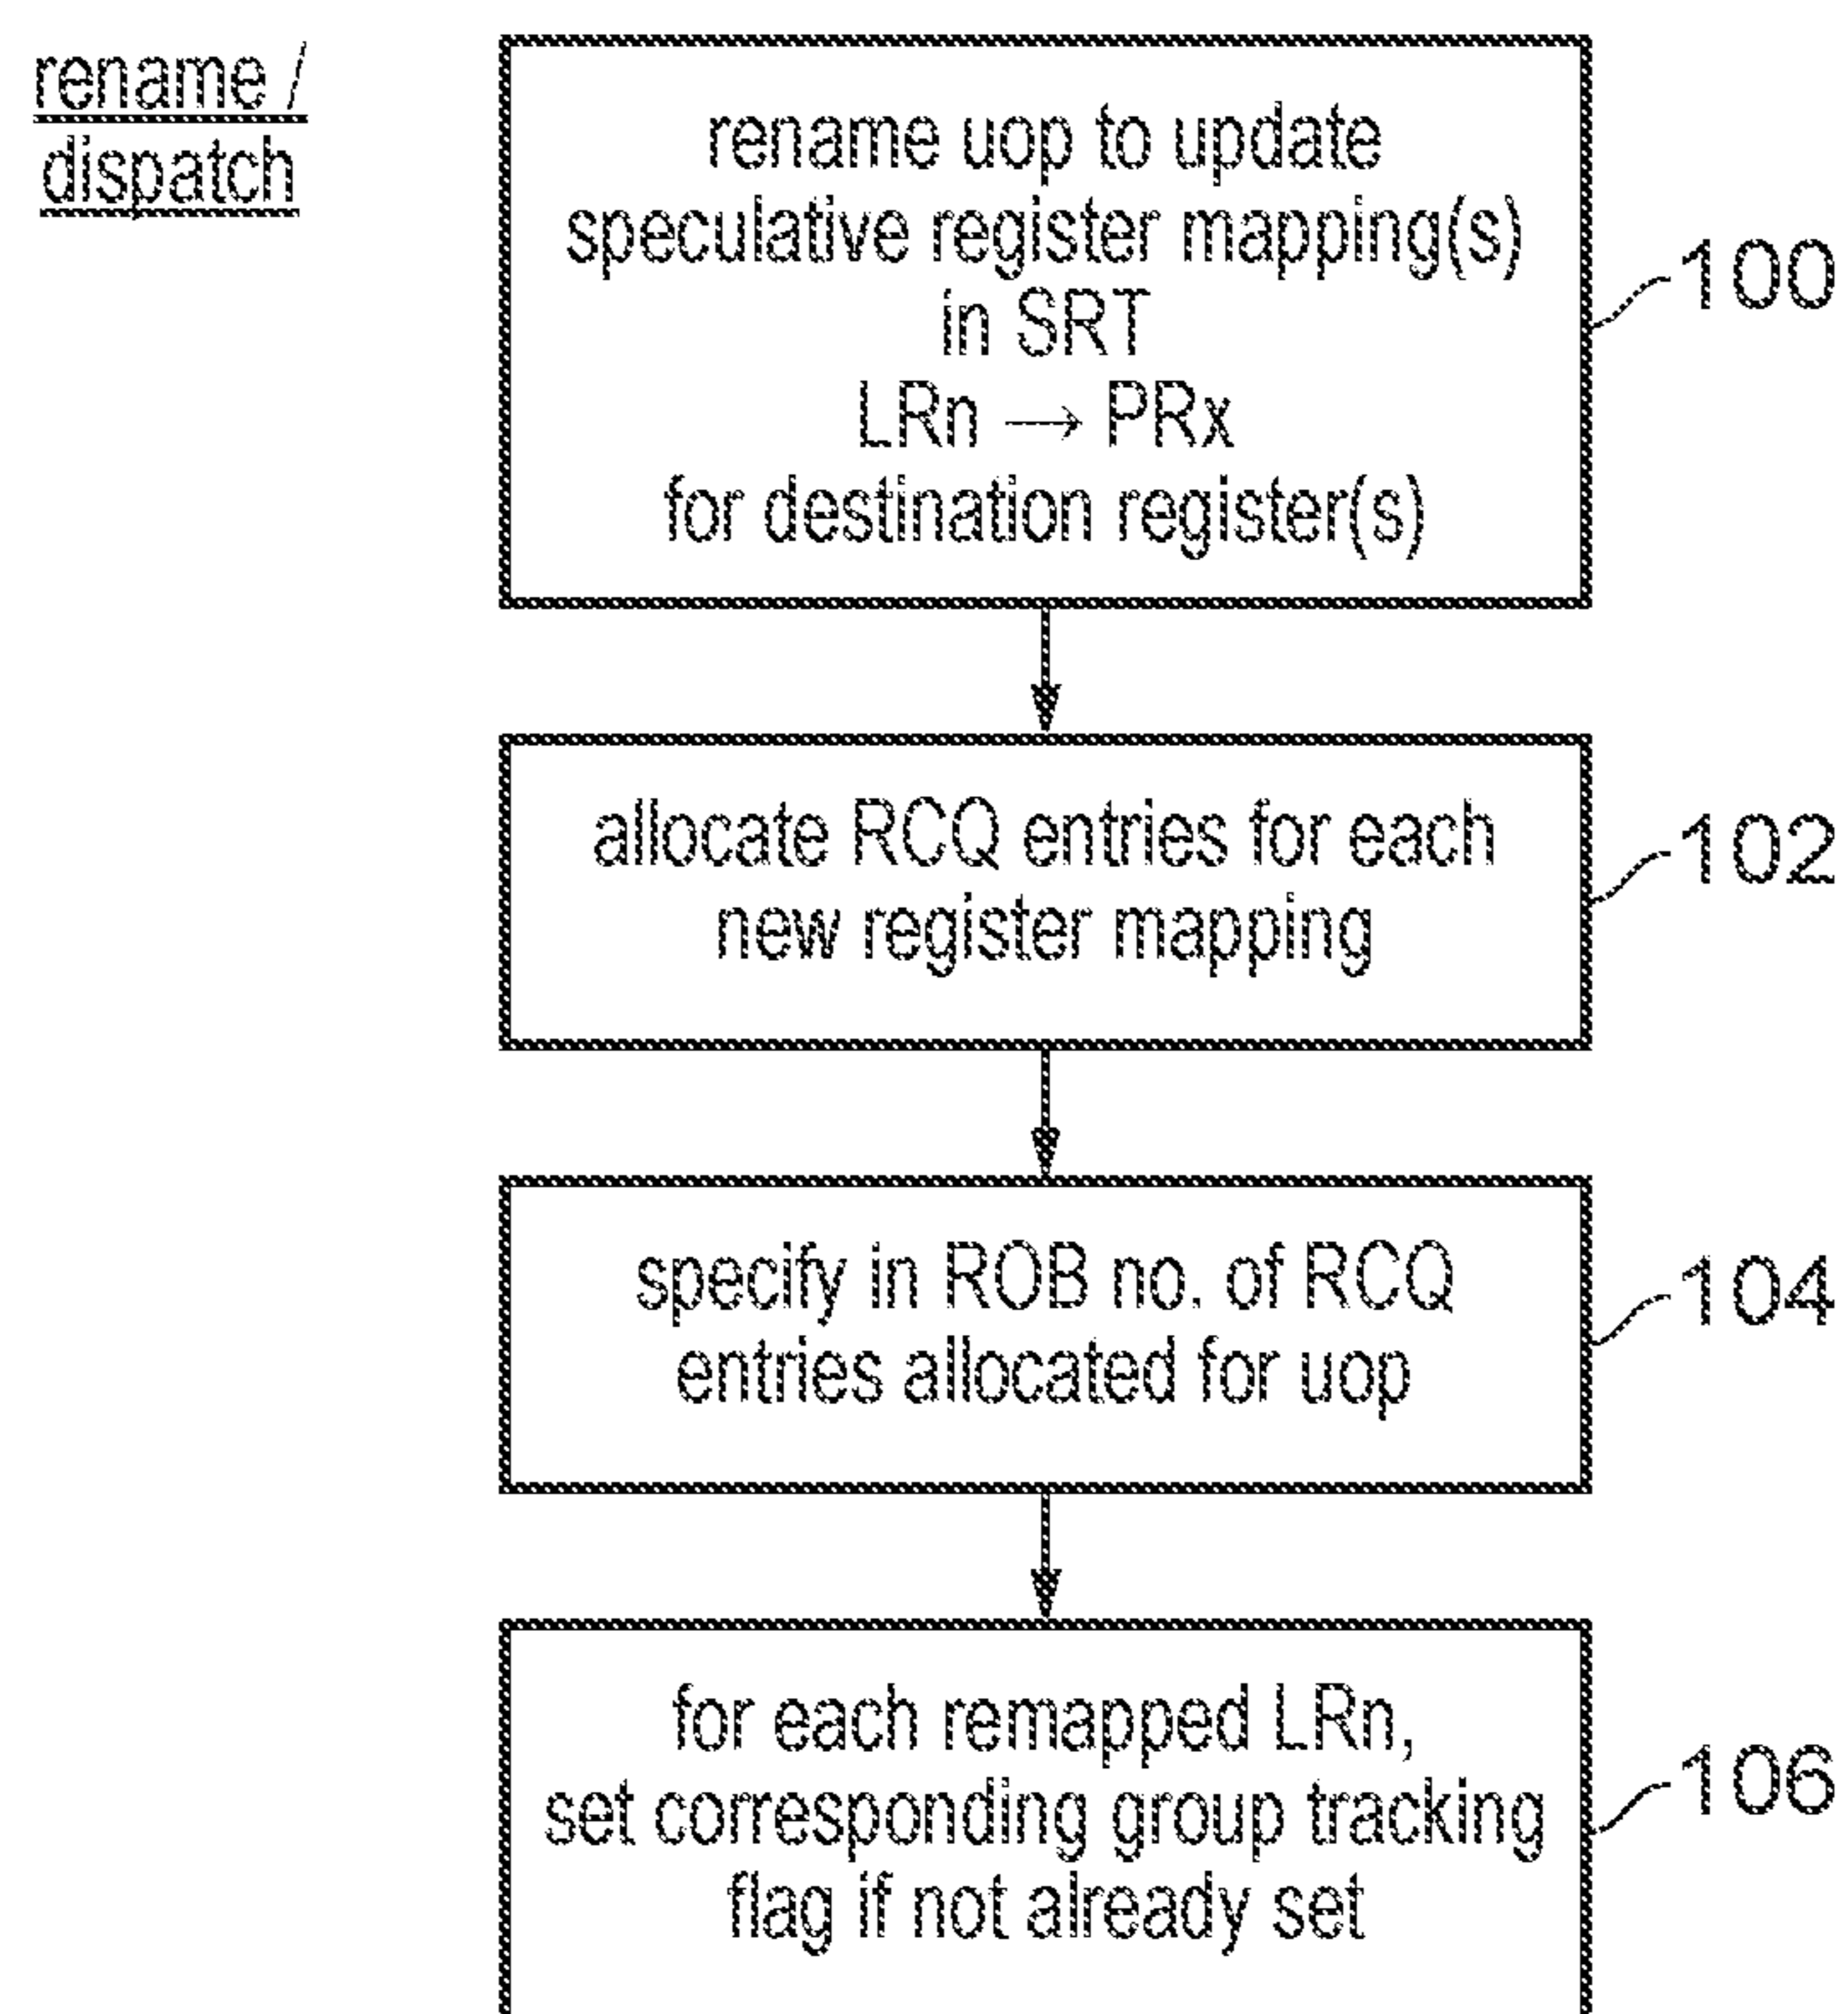 rename /
dispatch
rename uop to update
speculative register mapping(s)
in SRT
LRn → PRx
for destination register(s)
100
allocate RCQ entries for each
new register mapping
102
specify in ROB no. of RCQ
entries allocated for uop
104
for each remapped LRn,
set corresponding group tracking
flag if not already set
106